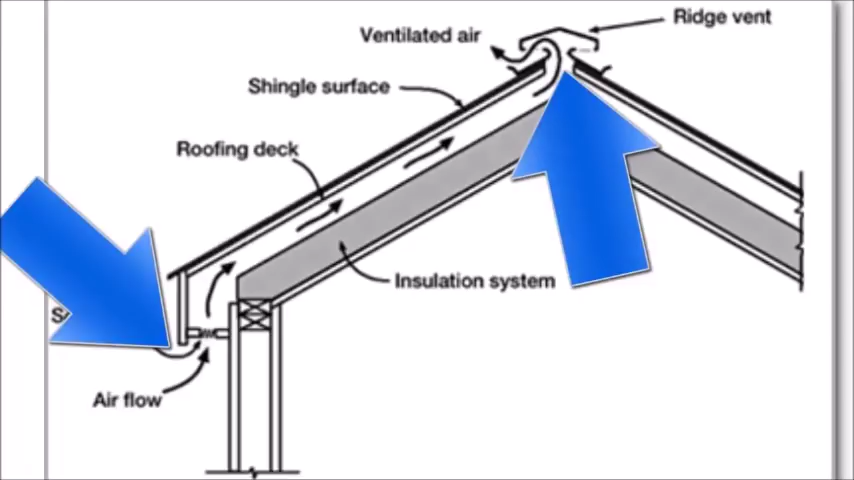 Ridge vent
Ventilated air
Shingle surface
Roofing deck
Insulation system
Air flow